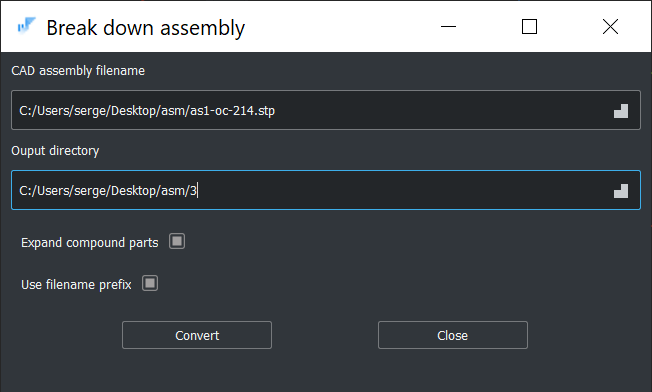 Break down assembly
CAD assembly filename
C:/Users/serge/Desktop/asm/as1-oc-214.stp
Ouput directory
C:/Users/serge/Desktop/asm/3
Expand compound parts
Use filename prefix
Convert Close